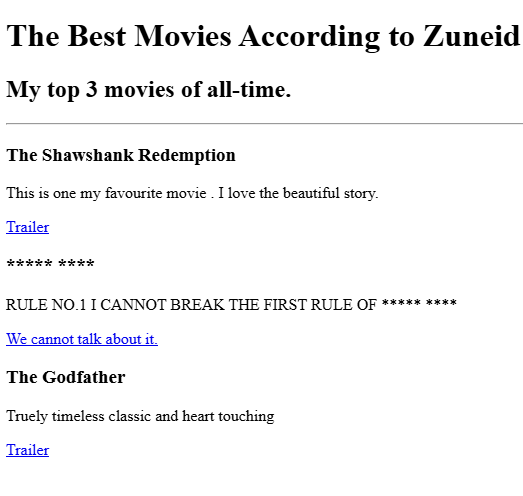 The Best Movies According to Zuneid
My top 3 movies of all-time.
The Shawshank Redemption
This is one my favourite movie . I love the beautiful story.
Trailer
***** ****
RULE NO.1 I CANNOT BREAK THE FIRST RULE OF ***** ****
We cannot talk about it.
The Godfather
Truely timeless classic and heart touching
Trailer